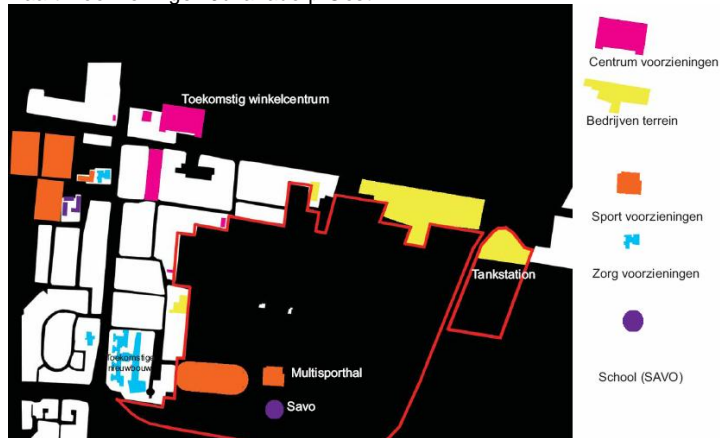 Toekomstig winkelcentrum
Centrum voorzieningen
Bedrijven terrein
Sport voorzieningen
Tankstation
Zorg voorzieningen
Toekomstige
nieuwbouw
Multisporthal
Savo
School (SAVO)